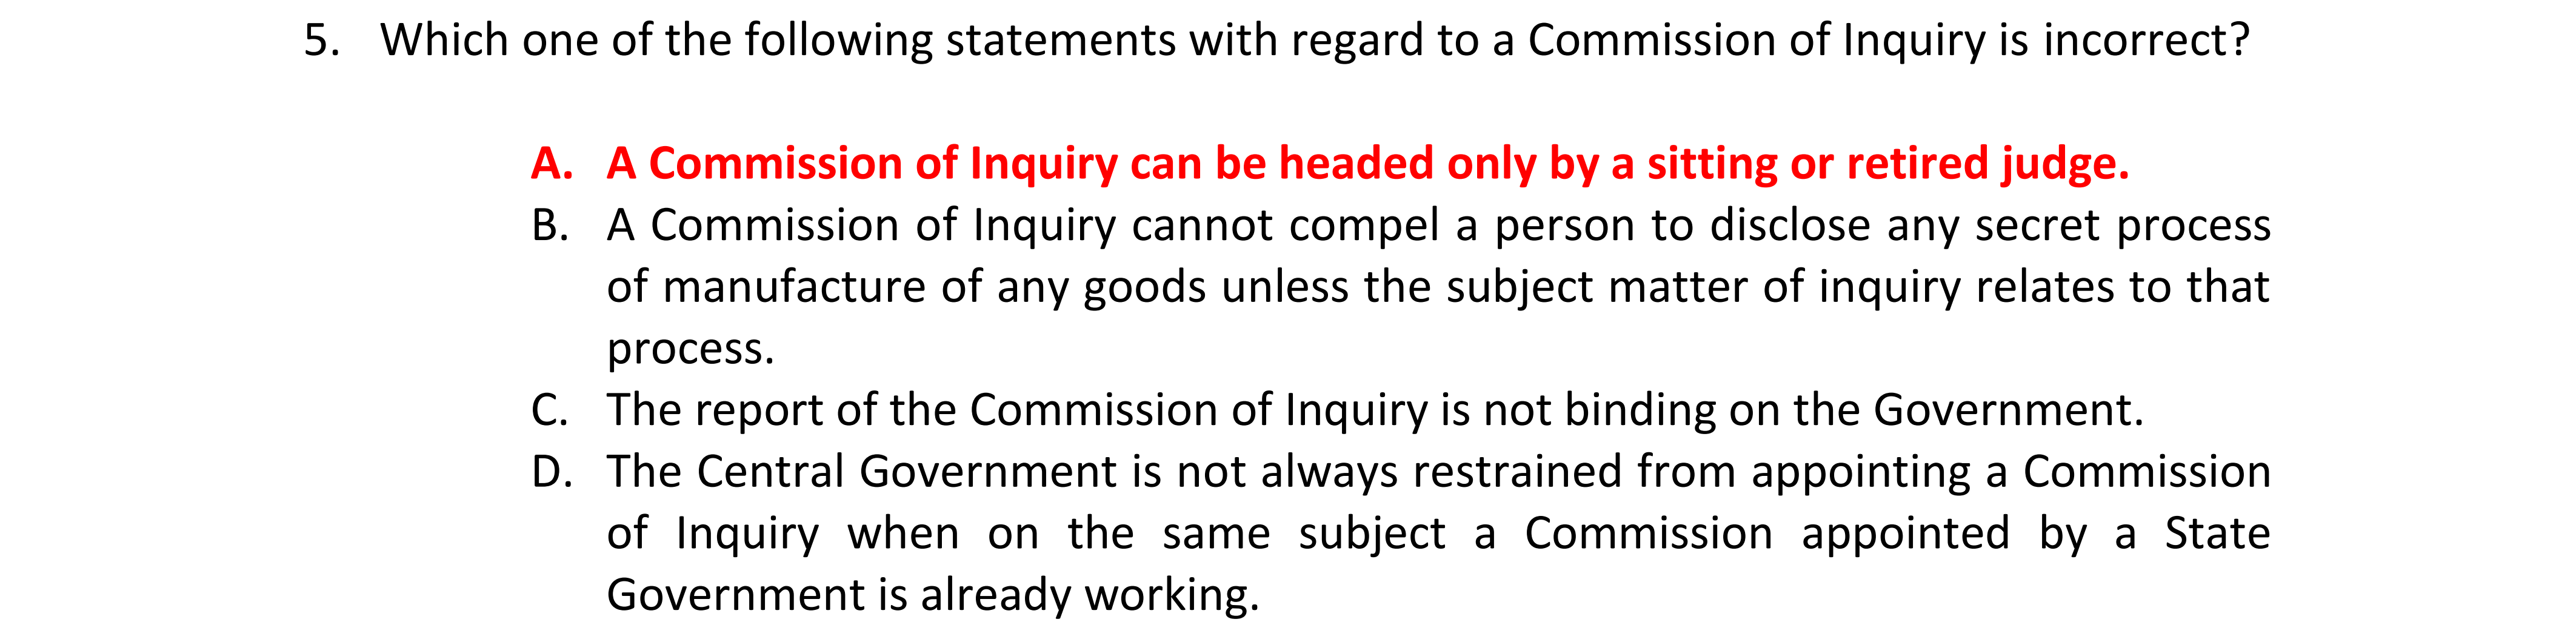 5. Which one of the following statements with regard to a Commission of Inquiry is incorrect?
A. A Commission of Inquiry can be headed only by a sitting or retired judge.
B. A Commission of Inquiry cannot compel a person to disclose any secret process
of manufacture of any goods unless the subject matter of inquiry relates to that
process.
C. The report of the Commission of Inquiry is not binding on the Government.
D. The Central Government is not always restrained from appointing a Commission
of Inquiry when on the same subject a Commission appointed by a State
Government is already working.